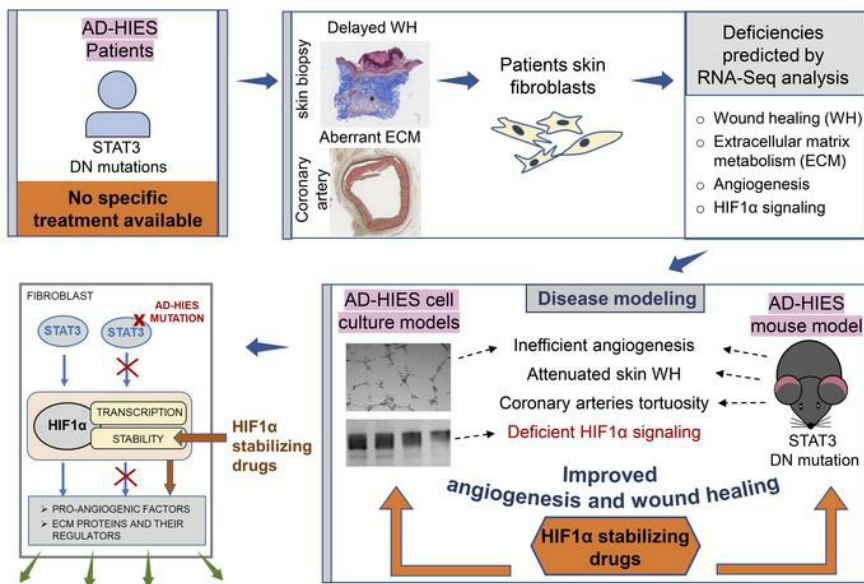 AD-HIES
Patients
STAT3
DN mutations
No specific
treatment available
skin biopsy
Delayed WH
Coronary
artery
Aberrant ECM
Patients skin
fibroblasts
Deficiencies
predicted by
RNA-Seq analysis
Wound healing (WH)
Extracellular matrix
metabolism (ECM)
Angiogenesis
HIF1α signaling
FIBROBLAST
AD-HIES
MUTATION
STAT3
STAT3
HIF1α
TRANSCRIPTION
STABILITY
HIF1α
stabilizing
drugs
PRO-ANGIOGENIC FACTORS
ECM PROTEINS AND THEIR
REGULATORS
AD-HIES cell
culture models
Disease modeling
AD-HIES
mouse model
Inefficient angiogenesis
Attenuated skin WH
Coronary arteries tortuosity
Deficient HIF1α signaling
STAT3
DN mutation
Improved
angiogenesis and wound healing
HIF1α stabilizing
drugs